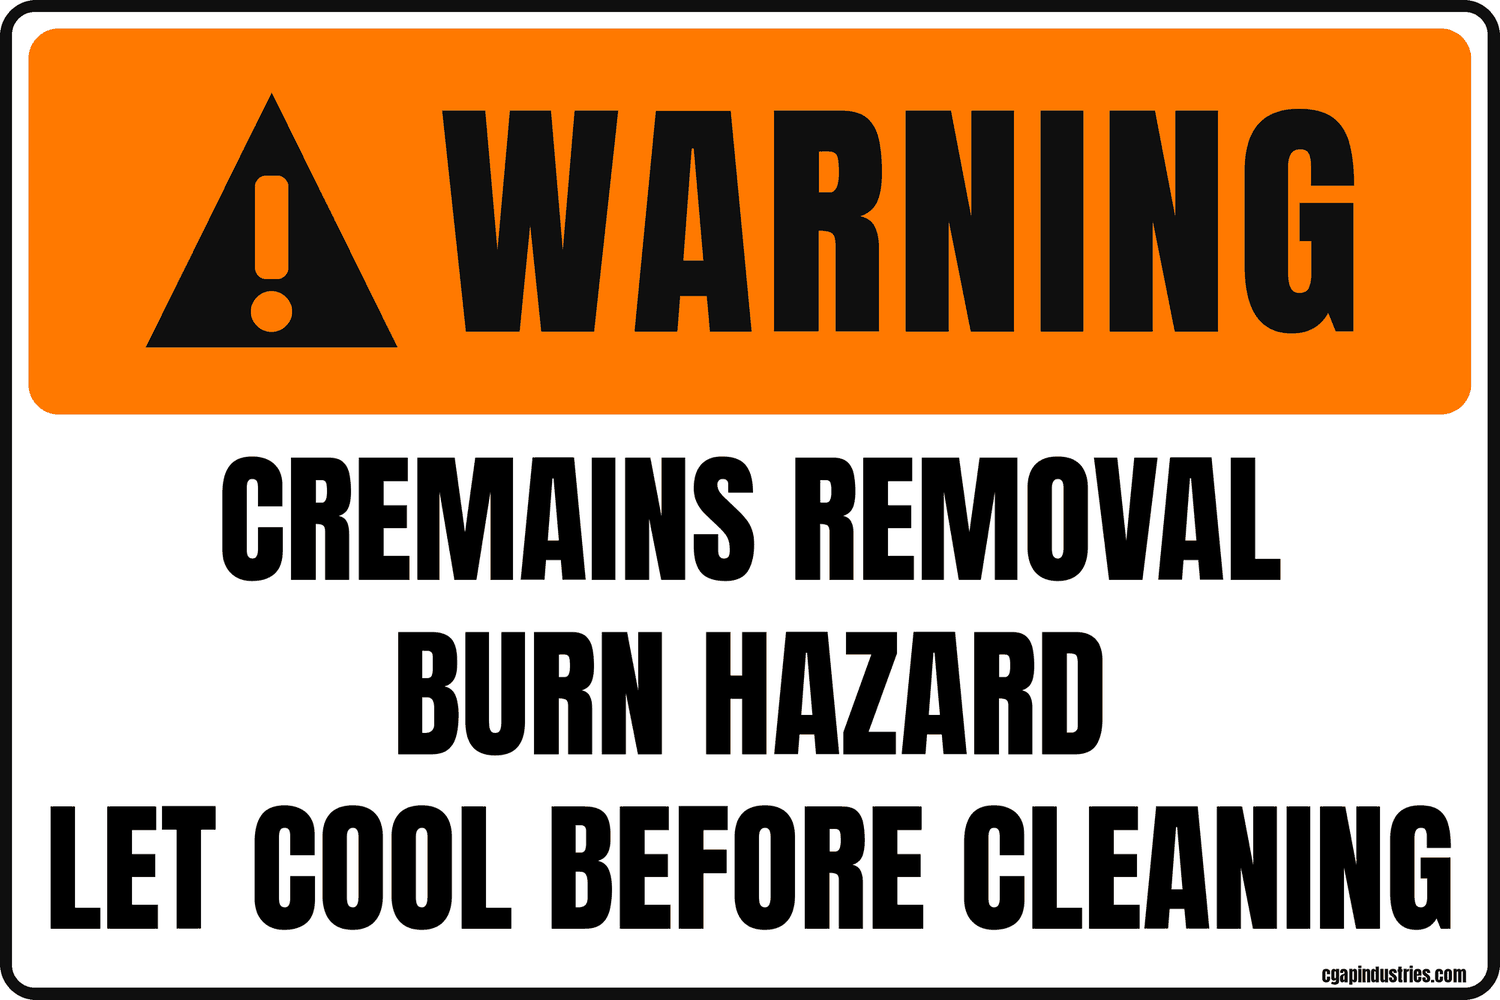 WARNING
CREMAINS REMOVAL
BURN HAZARD
LET COOL BEFORE CLEANING
cgapindustries.com